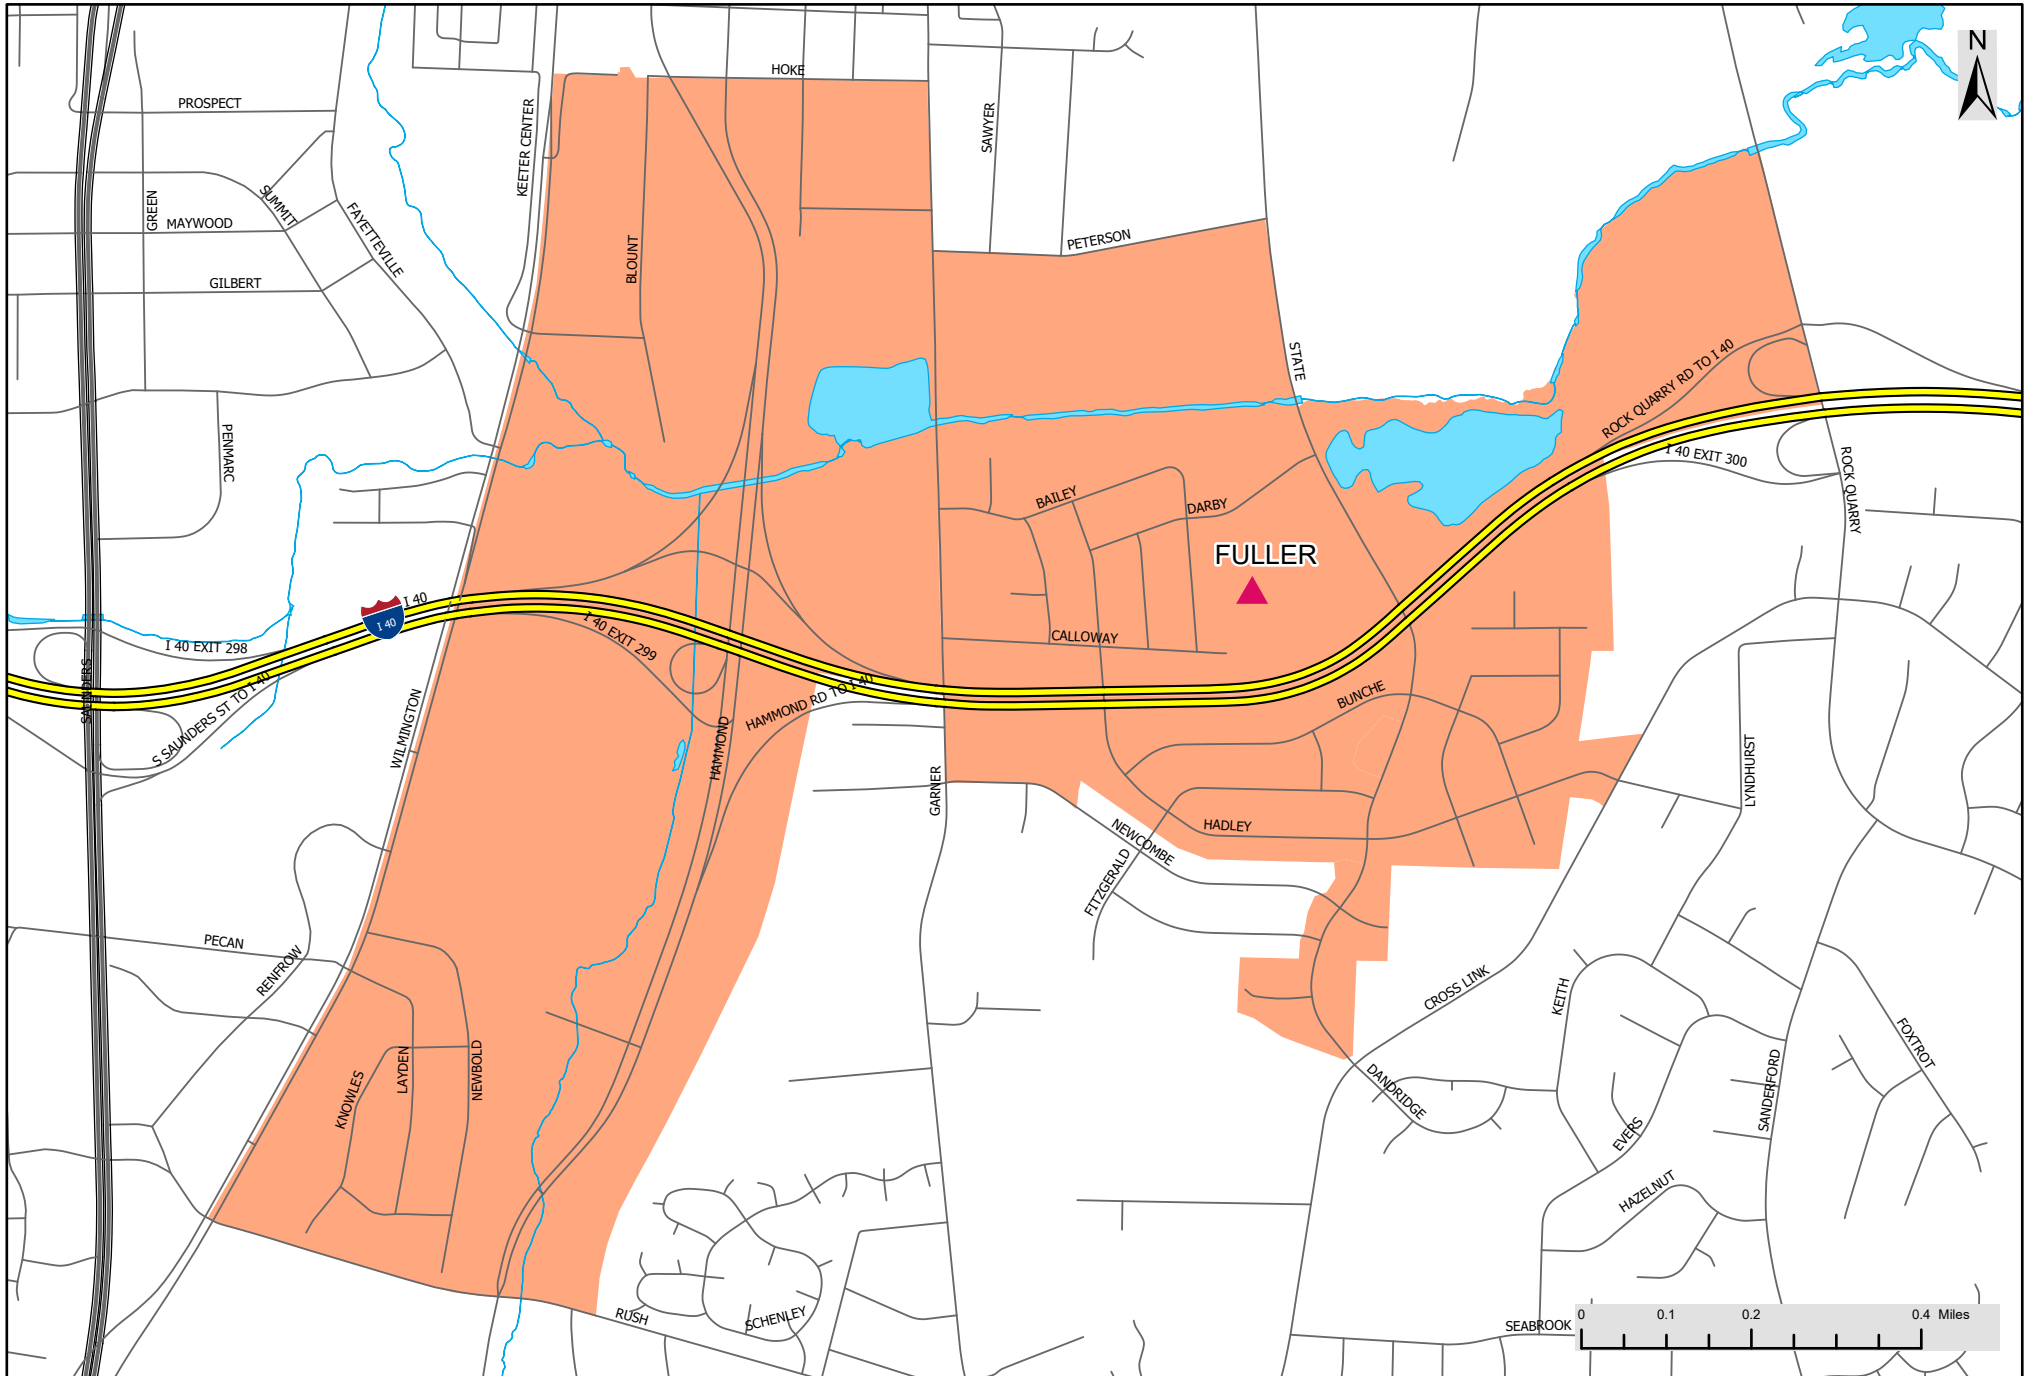 N
HOKE
PROSPECT
KEETER CENTER
SAWYER
GREEN
SUMMIT
MAYWOOD
FAYETTEVILLE
BLOUNT
PETERSON
GILBERT
STATE
ROCK QUARRY RD TO I 40
PENMARC
I 40 EXIT 300
ROCK QUARRY
BAILEY
DARBY
FULLER
I 40
I 40
I 40 EXIT 298
I 40 EXIT 299
CALLOWAY
SAUNDERS
S SAUNDERS ST TO I 40
HAMMOND RD TO I 40
BUNCHE
WILMINGTON
HAMMOND
GARNER
LYNDHURST
NEWCOMBE
HADLEY
FITZGERALD
PECAN
RENFROW
CROSS LINK
KEITH
FOXTROT
KNOWLES
LAYDEN
NEWBOLD
DANDRIDGE
EVERS
SANDERFORD
HAZELNUT
RUSH
SCHENLEY
SEABROOK
0 0.1 0.2 0.4 Miles